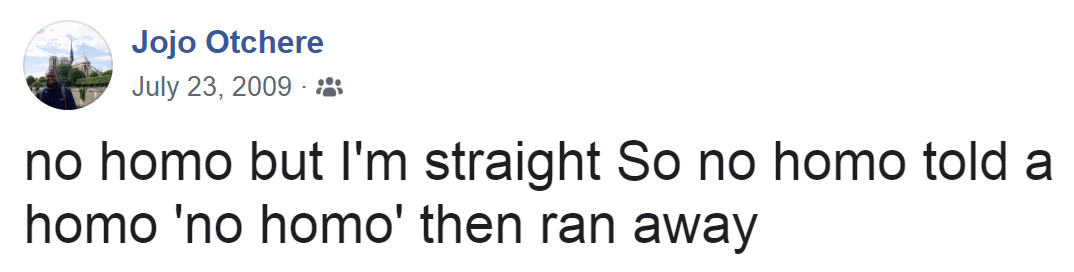 Jojo Otchere
July 23, 2009 ·
no homo but I'm straight So no homo told a
homo 'no homo' then ran away